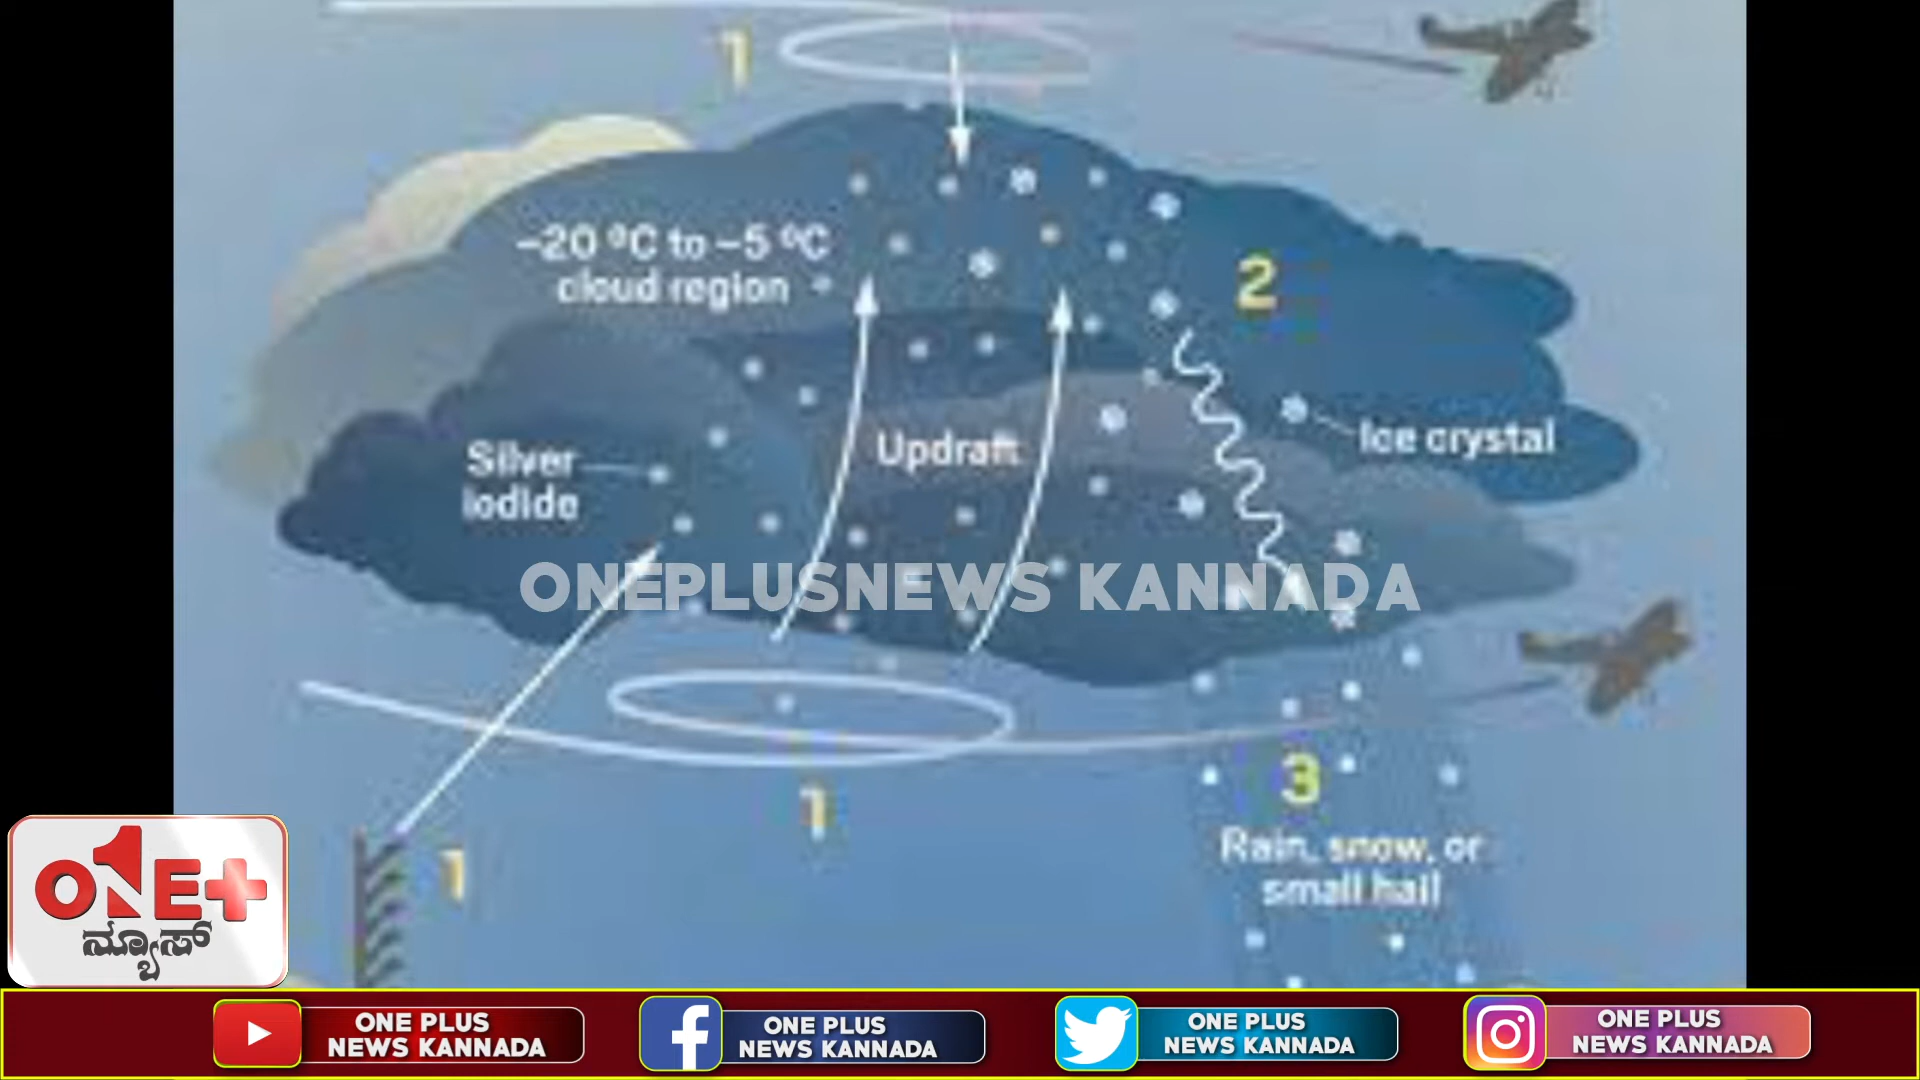 1
–20 ºC to –5 ºC
cloud region
2
Silver
iodide
Updraft
Ice crystal
ONEPLUSNEWS KANNADA
1
3
Rain, snow, or
small hail
1
ONE+
ನ್ಯೂಸ್
ONE PLUS
NEWS KANNADA
ONE PLUS
NEWS KANNADA
ONE PLUS
NEWS KANNADA
ONE PLUS
NEWS KANNADA